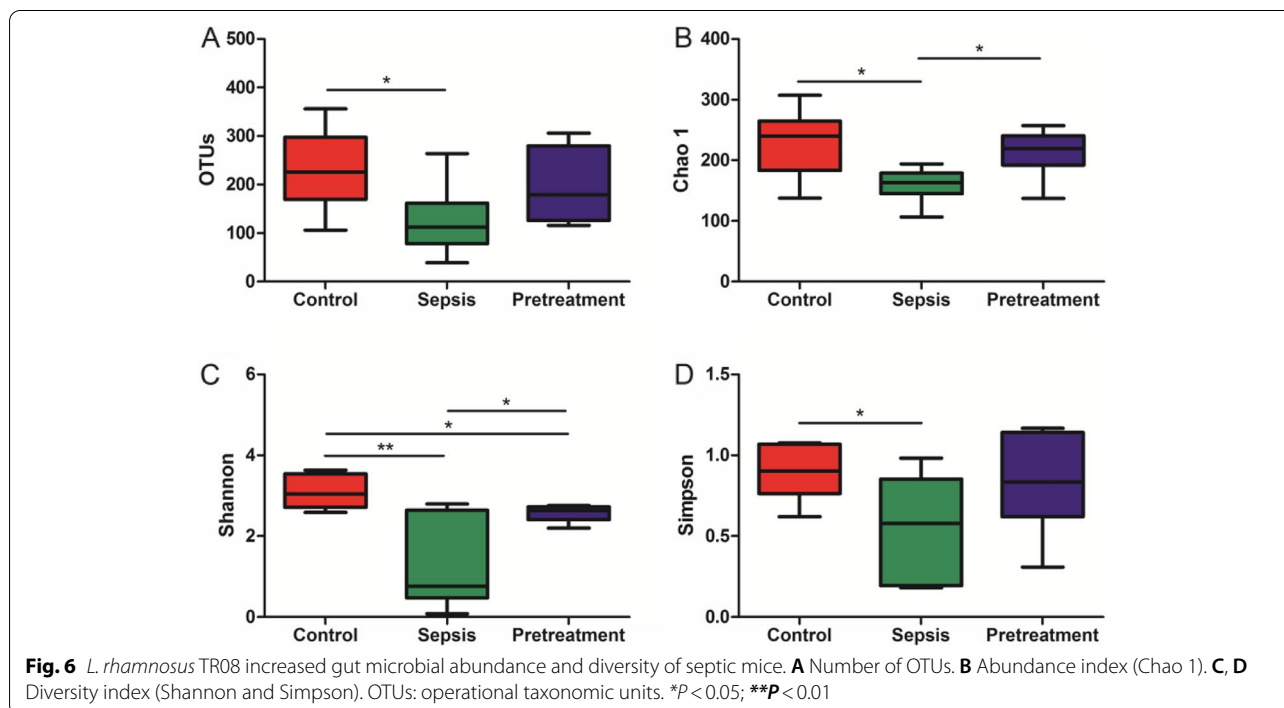 A
500
400
300
200
100
0
OTUs
*
Control Sepsis Pretreatment
B
400
300
200
100
0
Chao 1
* *
Control Sepsis Pretreatment
C
6
4
2
0
Shannon
*
*
**
Control Sepsis Pretreatment
D
1.5
1.0
0.5
0.0
Simpson
*
Control Sepsis Pretreatment
Fig. 6 L. rhamnosus TR08 increased gut microbial abundance and diversity of septic mice. A Number of OTUs. B Abundance index (Chao 1). C, D
Diversity index (Shannon and Simpson). OTUs: operational taxonomic units. *P < 0.05; **P < 0.01